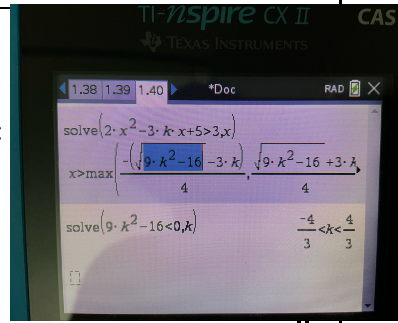 TI-nspire CX II CAS
TEXAS INSTRUMENTS
1.38 1.39 1.40 *Doc RAD
solve(2·x²-3·k·x+5>3,x)
x>max(-(√(9·k²-16)-3·k)/4, √(9·k²-16)+3·k
solve(9·k²-16<0,k)
-4/3<k<4/3